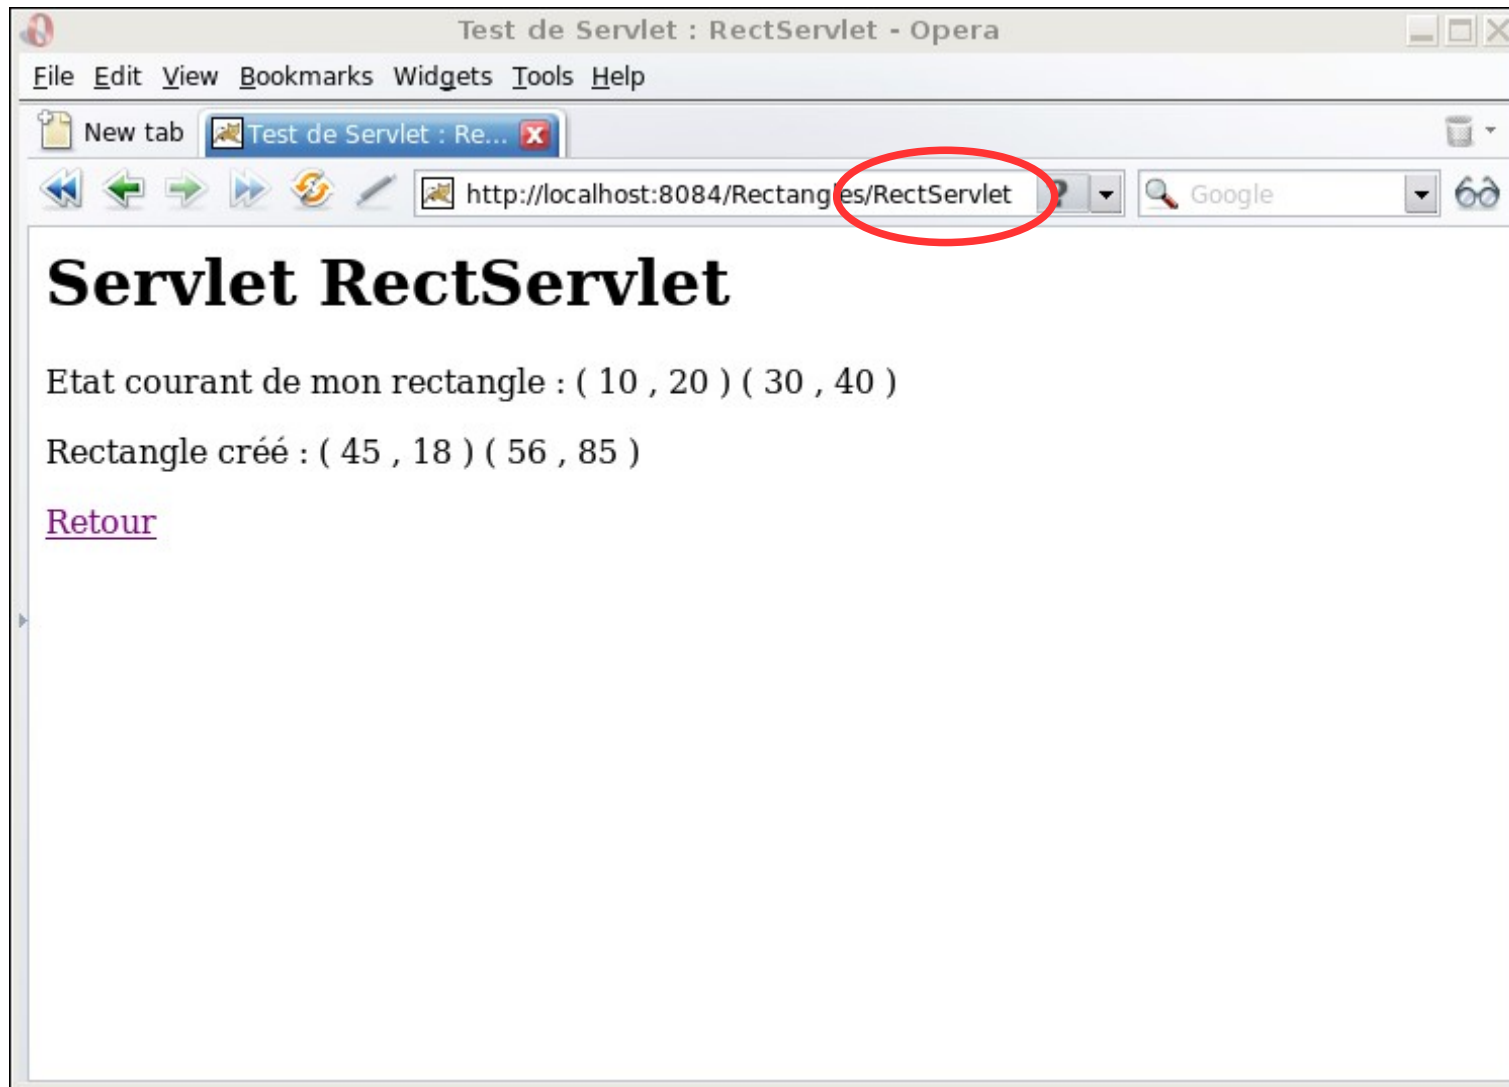 Test de Servlet : RectServlet - Opera
File Edit View Bookmarks Widgets Tools Help
New tab Test de Servlet : Re...
http://localhost:8084/Rectangles/RectServlet ? Google
Servlet RectServlet
Etat courant de mon rectangle : ( 10 , 20 ) ( 30 , 40 )
Rectangle créé : ( 45 , 18 ) ( 56 , 85 )
Retour